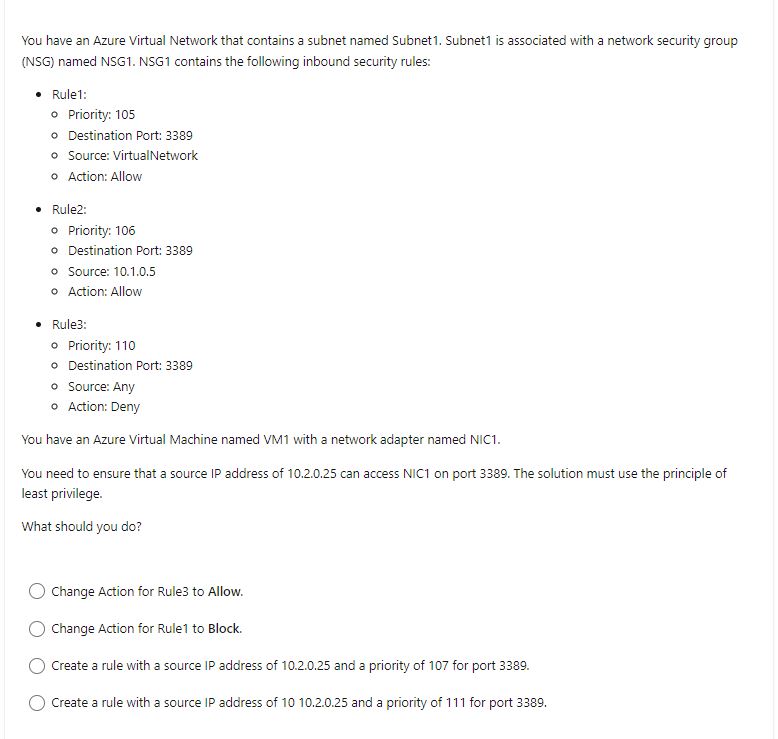 You have an Azure Virtual Network that contains a subnet named Subnet1. Subnet1 is associated with a network security group
(NSG) named NSG1. NSG1 contains the following inbound security rules:
• Rule1:
○ Priority: 105
○ Destination Port: 3389
○ Source: VirtualNetwork
○ Action: Allow
• Rule2:
○ Priority: 106
○ Destination Port: 3389
○ Source: 10.1.0.5
○ Action: Allow
• Rule3:
○ Priority: 110
○ Destination Port: 3389
○ Source: Any
○ Action: Deny
You have an Azure Virtual Machine named VM1 with a network adapter named NIC1.
You need to ensure that a source IP address of 10.2.0.25 can access NIC1 on port 3389. The solution must use the principle of
least privilege.
What should you do?
Change Action for Rule3 to Allow.
Change Action for Rule1 to Block.
Create a rule with a source IP address of 10.2.0.25 and a priority of 107 for port 3389.
Create a rule with a source IP address of 10 10.2.0.25 and a priority of 111 for port 3389.